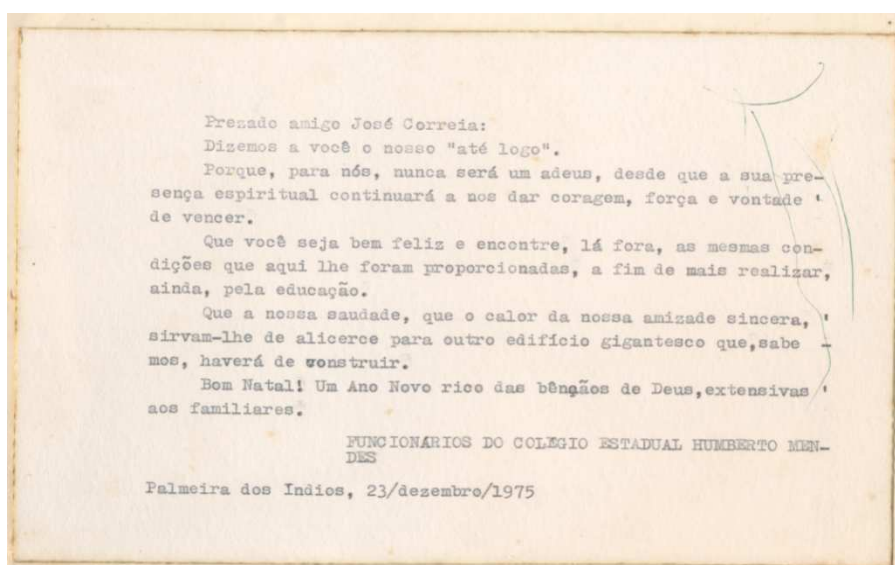 Prezado amigo José Correia:
Dizemos a você o nosso "até logo".
Porque, para nós, nunca será um adeus, desde que a sua pre-
sença espiritual continuará a nos dar coragem, força e vontade '
de vencer.
Que você seja bem feliz e encontre, lá fora, as mesmas con-
dições que aqui lhe foram proporcionadas, a fim de mais realizar,
ainda, pela educação.
Que a nossa saudade, que o calor da nossa amizade sincera, '
sirvam-lhe de alicerce para outro edifício gigantesco que,sabe -
mos, haverá de construir.
Bom Natal! Um Ano Novo rico das bênçãos de Deus,extensivas '
aos familiares.
FUNCIONÁRIOS DO COLÉGIO ESTADUAL HUMBERTO MEN-
DES
Palmeira dos Indios, 23/dezembro/1975